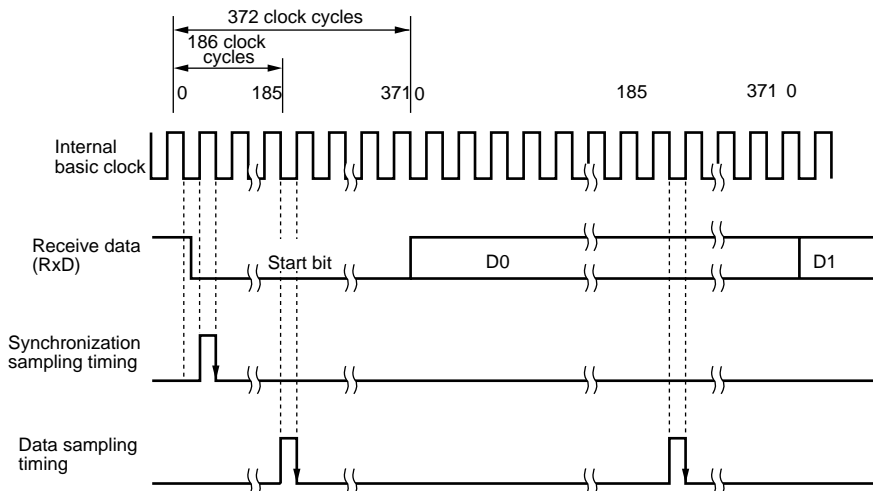 372 clock cycles
186 clock
cycles
0
185
371
0
185
371
0
Internal
basic clock
Receive data
(RxD)
Start bit
D0
D1
Synchronization
sampling timing
Data sampling
timing